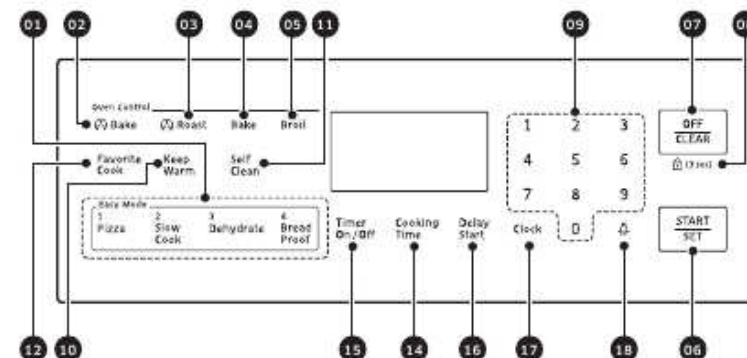 01 02 03 04 05 11 09 07
Oven Control
Bake Roast Bake Broil
1 2 3
OFF
CLEAR
Favorite Cook
Keep Warm
Self Clean
4 5 6
(3 sec)
7 8 9
Easy Mode
1 Pizza
2 Slow Cook
3 Dehydrate
4 Bread Proof
Timer On/Off
Cooking Time
Delay Start
Clock
0
START
SET
12 10 15 14 16 17 18 06